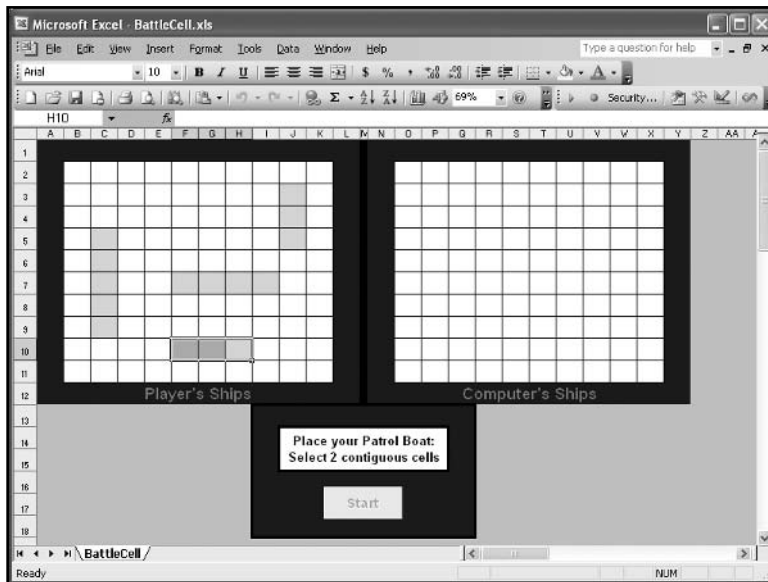 Microsoft Excel - BattleCell.xls
File Edit View Insert Format Tools Data Window Help Type a question for help
Arial 10 B I U $ % ,
Σ 69% Security...
H10 fx
A B C D E F G H I J K L M N O P Q R S T U V W X Y Z AA
1
2
3
4
5
6
7
8
9
10
11
12
Player's Ships Computer's Ships
13
14
15
16
17
18
Place your Patrol Boat:
Select 2 contiguous cells
Start
BattleCell
Ready NUM